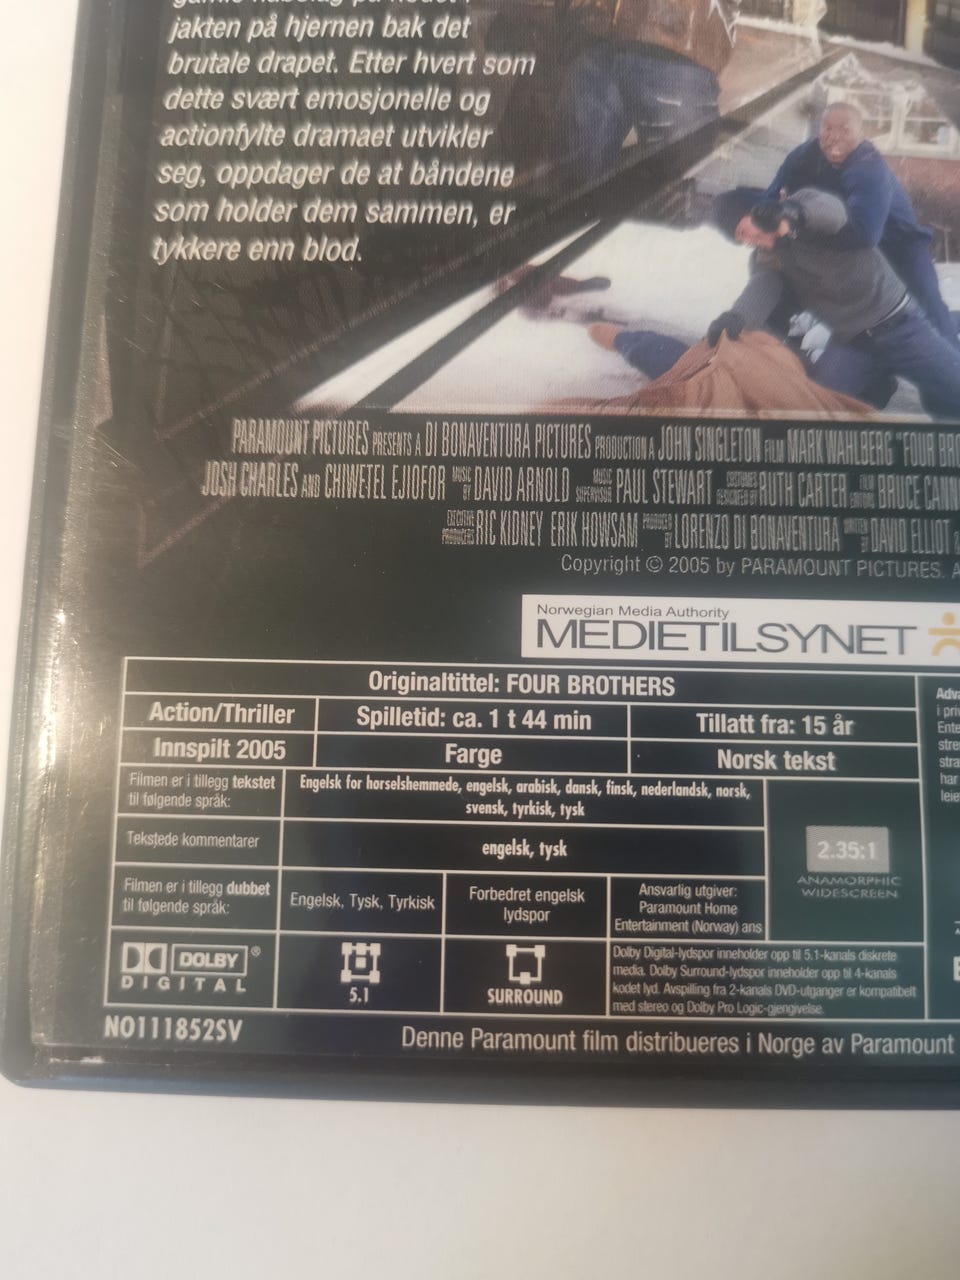 jakten på hjernen bak det
brutale drapet. Etter hvert som
dette svært emosjonelle og
actionfylte dramaet utvikler
seg, oppdager de at båndene
som holder dem sammen, er
tykkere enn blod.
PARAMOUNT PICTURES PRESENTS A DI BONAVENTURA PICTURES PRODUCTION A JOHN SINGLETON FILM MARK WAHLBERG "FOUR
JOSH CHARLES AND CHIWETEL EJIOFOR MUSIC BY DAVID ARNOLD MUSIC SUPERVISOR PAUL STEWART COSTUMES DESIGNED BY RUTH CARTER FILM EDITING BRUCE
EXECUTIVE PRODUCERS RIC KIDNEY ERIK HOWSAM PRODUCED BY LORENZO DI BONAVENTURA WRITTEN BY DAVID ELLIOT
Copyright © 2005 by PARAMOUNT PICTURES.
Norwegian Media Authority
MEDIETILSYNET
Originaltittel: FOUR BROTHERS
Action/Thriller
Spilletid: ca. 1 t 44 min
Tillatt fra: 15 år
Innspilt 2005
Farge
Norsk tekst
Filmen er i tillegg tekstet
til følgende språk:
Engelsk for hørselshemmede, engelsk, arabisk, dansk, finsk, nederlandsk, norsk,
svensk, tyrkisk, tysk
Tekstede kommentarer
engelsk, tysk
2.35:1
ANAMORPHIC
WIDESCREEN
Filmen er i tillegg dubbet
til følgende språk:
Engelsk, Tysk, Tyrkisk
Forbedret engelsk
lydspor
Ansvarlig utgiver:
Paramount Home
Entertainment (Norway) ans
DOLBY ®
DIGITAL
5.1
SURROUND
Dolby Digital-lydspor inneholder opp til 5.1-kanals diskrete
media. Dolby Surround-lydspor inneholder opp til 4-kanals
kodet lyd. Avspilling fra 2-kanals DVD-utganger er kompatibelt
med stereo og Dolby Pro Logic-gjengivelse.
NO111852SV
Denne Paramount film distribueres i Norge av Paramount